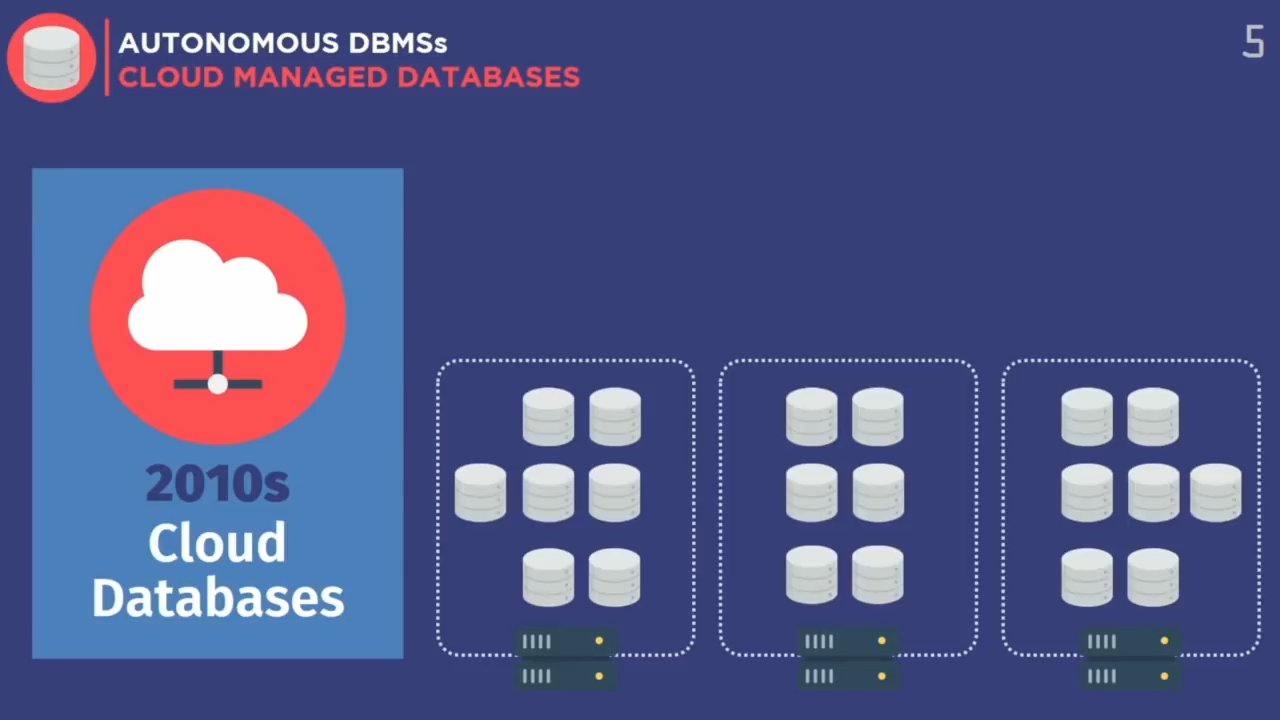 AUTONOMOUS DBMSs
CLOUD MANAGED DATABASES
5
2010s
Cloud
Databases